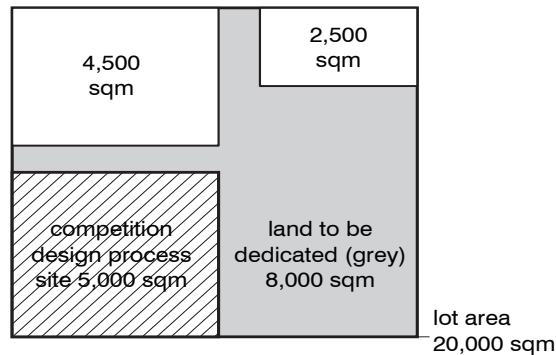 4,500
sqm
2,500
sqm
competition
design process
site 5,000 sqm
land to be
dedicated (grey)
8,000 sqm
lot area
20,000 sqm